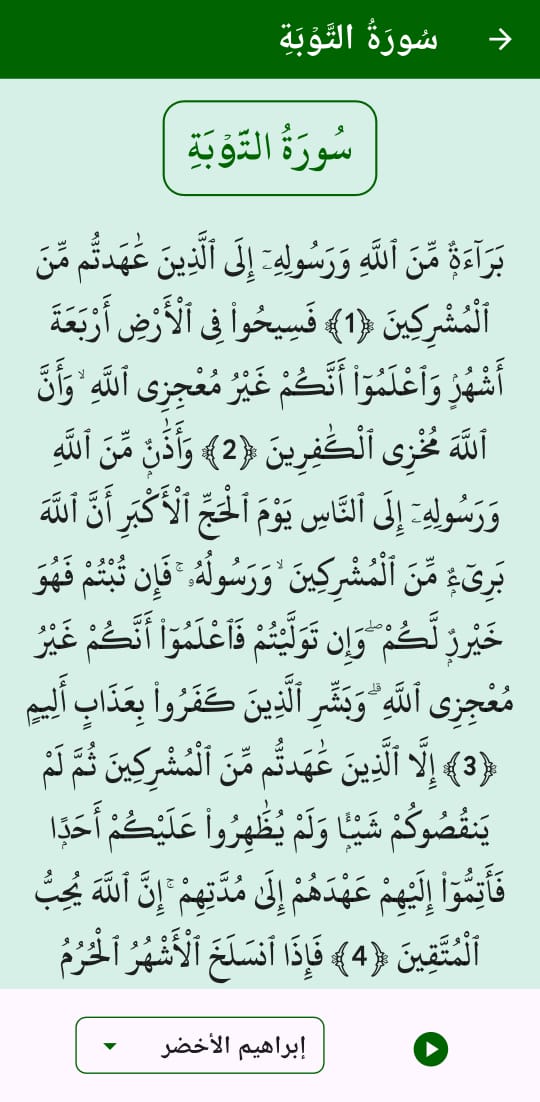 سُورَةُ التَّوۡبَةِ
سُورَةُ التَّوۡبَةِ
بَرَآءَةٌ مِّنَ ٱللَّهِ وَرَسُولِهِۦٓ إِلَى ٱلَّذِينَ عَٰهَدتُّم مِّنَ
ٱلْمُشْرِكِينَ ﴿1﴾ فَسِيحُوا۟ فِى ٱلْأَرْضِ أَرْبَعَةَ
أَشْهُرٍۢ وَٱعْلَمُوٓا۟ أَنَّكُمْ غَيْرُ مُعْجِزِى ٱللَّهِ ۙ وَأَنَّ
ٱللَّهَ مُخْزِى ٱلْكَٰفِرِينَ ﴿2﴾ وَأَذَٰنٌۭ مِّنَ ٱللَّهِ
وَرَسُولِهِۦٓ إِلَى ٱلنَّاسِ يَوْمَ ٱلْحَجِّ ٱلْأَكْبَرِ أَنَّ ٱللَّهَ
بَرِىٓءٌۭ مِّنَ ٱلْمُشْرِكِينَ ۙ وَرَسُولُهُۥ ۚ فَإِن تُبْتُمْ فَهُوَ
خَيْرٌۭ لَّكُمْ ۖ وَإِن تَوَلَّيْتُمْ فَٱعْلَمُوٓا۟ أَنَّكُمْ غَيْرُ
مُعْجِزِى ٱللَّهِ ۗ وَبَشِّرِ ٱلَّذِينَ كَفَرُوا۟ بِعَذَابٍ أَلِيمٍ
﴿3﴾ إِلَّا ٱلَّذِينَ عَٰهَدتُّم مِّنَ ٱلْمُشْرِكِينَ ثُمَّ لَمْ
يَنقُصُوكُمْ شَيْـًۭٔا وَلَمْ يُظَٰهِرُوا۟ عَلَيْكُمْ أَحَدًۭا
فَأَتِمُّوٓا۟ إِلَيْهِمْ عَهْدَهُمْ إِلَىٰ مُدَّتِهِمْ ۚ إِنَّ ٱللَّهَ يُحِبُّ
ٱلْمُتَّقِينَ ﴿4﴾ فَإِذَا ٱنسَلَخَ ٱلْأَشْهُرُ ٱلْحُرُمُ
إبراهيم الأخضر